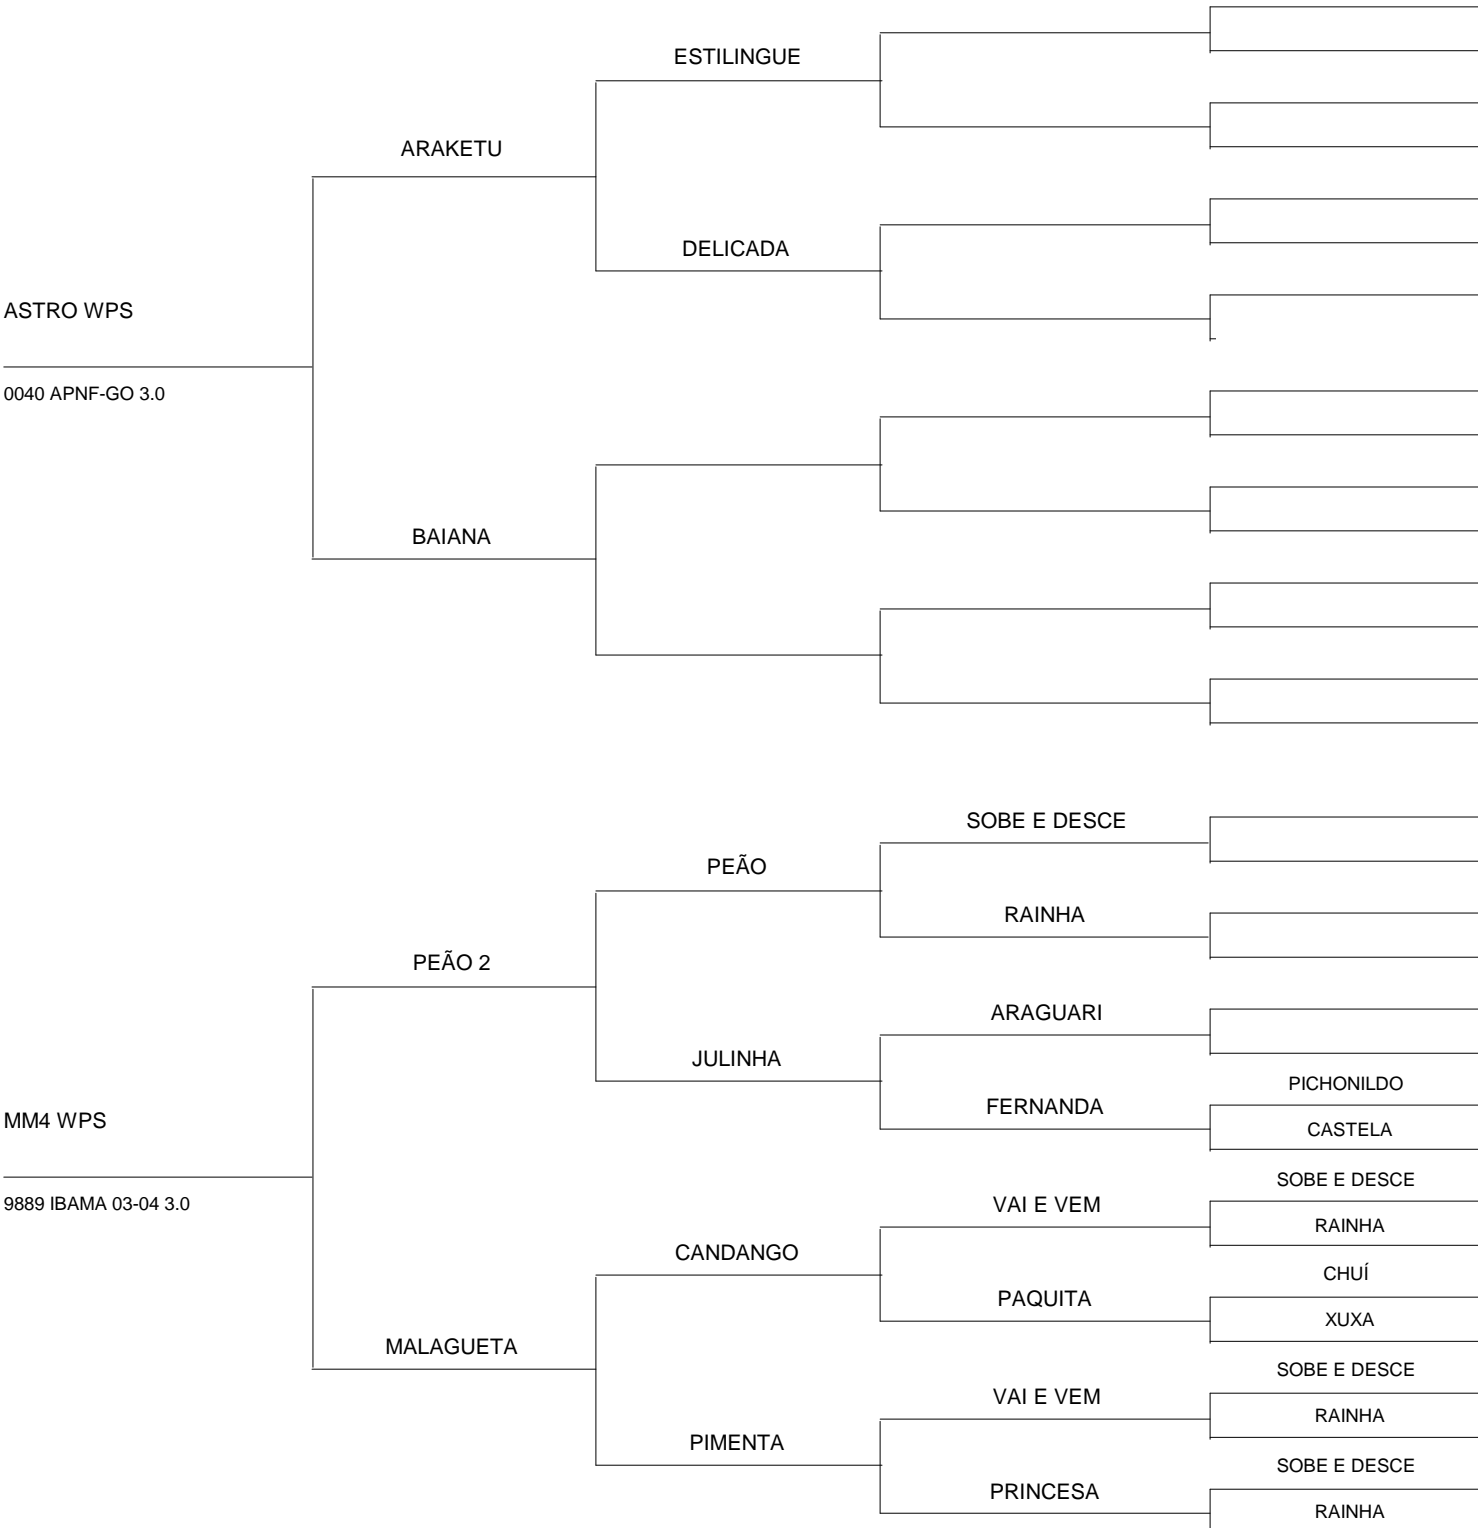 ESTILINGUE
ARAKETU
DELICADA
ASTRO WPS
0040 APNF-GO 3.0
BAIANA
SOBE E DESCE
PEÃO
RAINHA
PEÃO 2
ARAGUARI
JULINHA
PICHONILDO
FERNANDA
CASTELA
MM4 WPS
SOBE E DESCE
9889 IBAMA 03-04 3.0
VAI E VEM
RAINHA
CANDANGO
CHUÍ
PAQUITA
XUXA
MALAGUETA
SOBE E DESCE
VAI E VEM
RAINHA
PIMENTA
SOBE E DESCE
PRINCESA
RAINHA